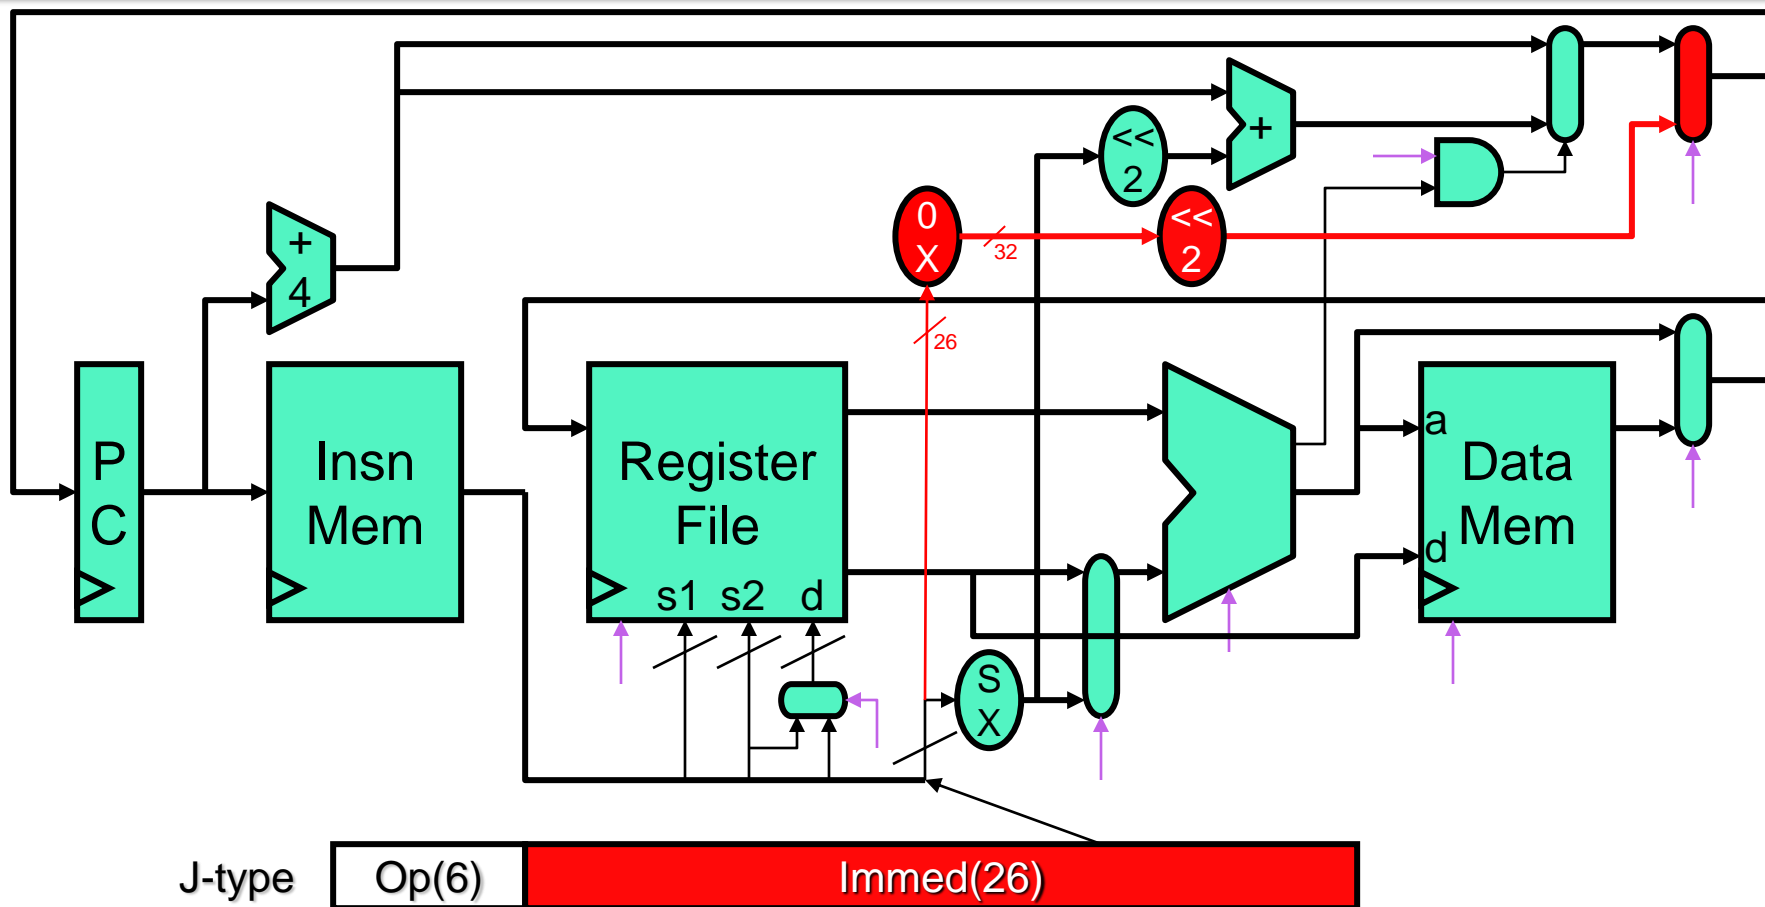 +
<<
2
+
4
0
X
32
<<
2
26
P
C
Insn
Mem
Register
File
s1 s2 d
a
Data
Mem
d
S
X
J-type Op(6) Immed(26)